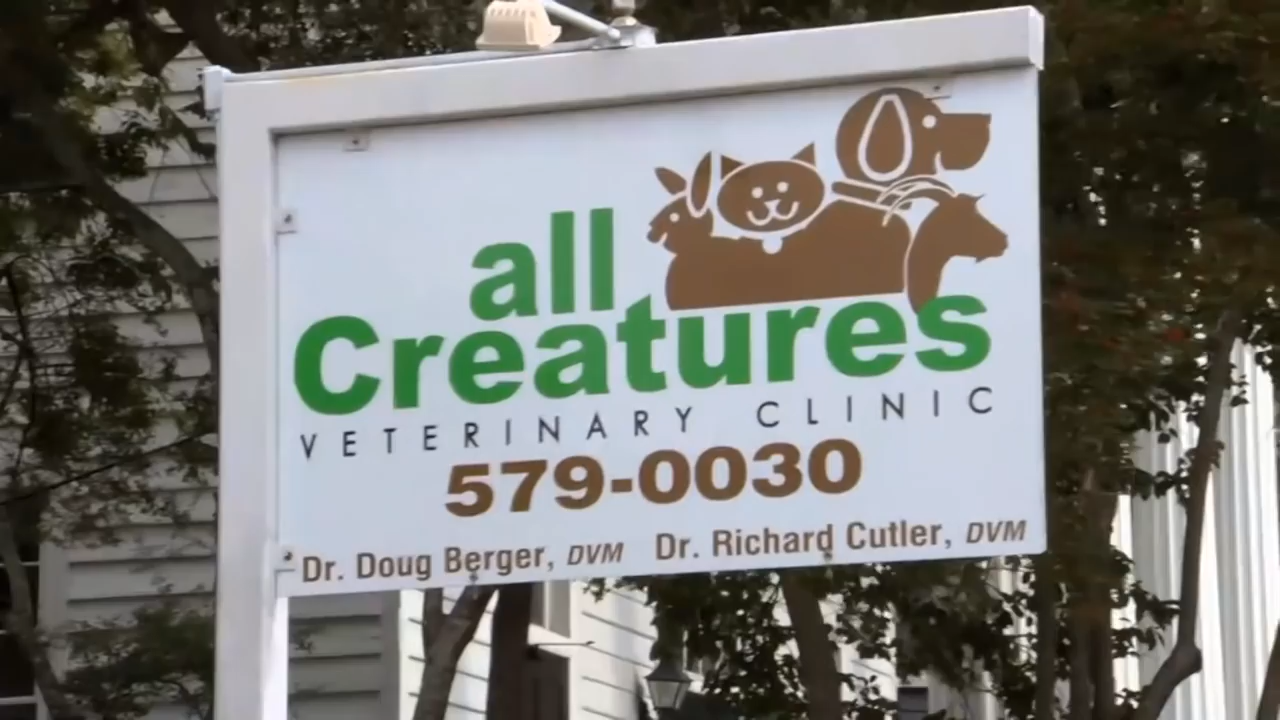 all
Creatures
VETERINARY CLINIC
579-0030
Dr. Doug Berger, DVM Dr. Richard Cutler, DVM